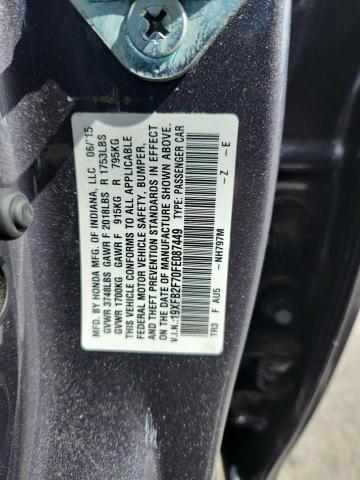 MFD. BY HONDA MFG. OF INDIANA, LLC 06/15
GVWR 3748LBS GAWR F 2018LBS R 1753LBS
GVWR 1700KG GAWR F 915KG R 795KG
THIS VEHICLE CONFORMS TO ALL APPLICABLE
FEDERAL MOTOR VEHICLE SAFETY, BUMPER,
AND THEFT PREVENTION STANDARDS IN EFFECT
ON THE DATE OF MANUFACTURE SHOWN ABOVE.
V.I.N.:19XFB2F70FE087449 TYPE: PASSENGER CAR
TR3 F AU5 -NH797M -Z -E